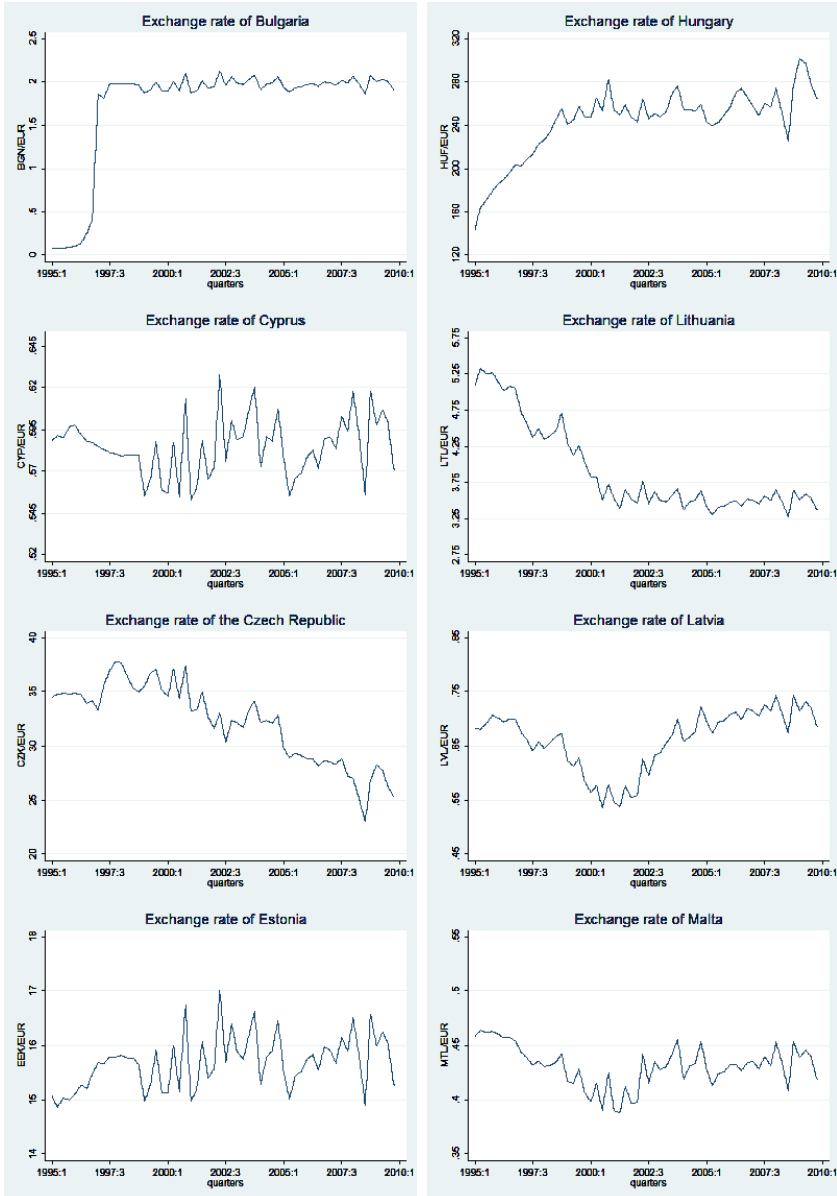 Exchange rate of Bulgaria
2.5
2
1.5
1
.5
0
BGN/EUR
1995:1 1997:3 2000:1 2002:3 2005:1 2007:3 2010:1
quarters
Exchange rate of Hungary
320
280
240
200
160
120
HUF/EUR
1995:1 1997:3 2000:1 2002:3 2005:1 2007:3 2010:1
quarters
Exchange rate of Cyprus
.645
.62
.595
.57
.545
.52
CYP/EUR
1995:1 1997:3 2000:1 2002:3 2005:1 2007:3 2010:1
quarters
Exchange rate of Lithuania
5.75
5.25
4.75
4.25
3.75
3.25
2.75
LTL/EUR
1995:1 1997:3 2000:1 2002:3 2005:1 2007:3 2010:1
quarters
Exchange rate of the Czech Republic
40
35
30
25
20
CZK/EUR
1995:1 1997:3 2000:1 2002:3 2005:1 2007:3 2010:1
quarters
Exchange rate of Latvia
.85
.75
.65
.55
.45
LVL/EUR
1995:1 1997:3 2000:1 2002:3 2005:1 2007:3 2010:1
quarters
Exchange rate of Estonia
18
17
16
15
14
EEK/EUR
1995:1 1997:3 2000:1 2002:3 2005:1 2007:3 2010:1
quarters
Exchange rate of Malta
.55
.5
.45
.4
.35
MTL/EUR
1995:1 1997:3 2000:1 2002:3 2005:1 2007:3 2010:1
quarters